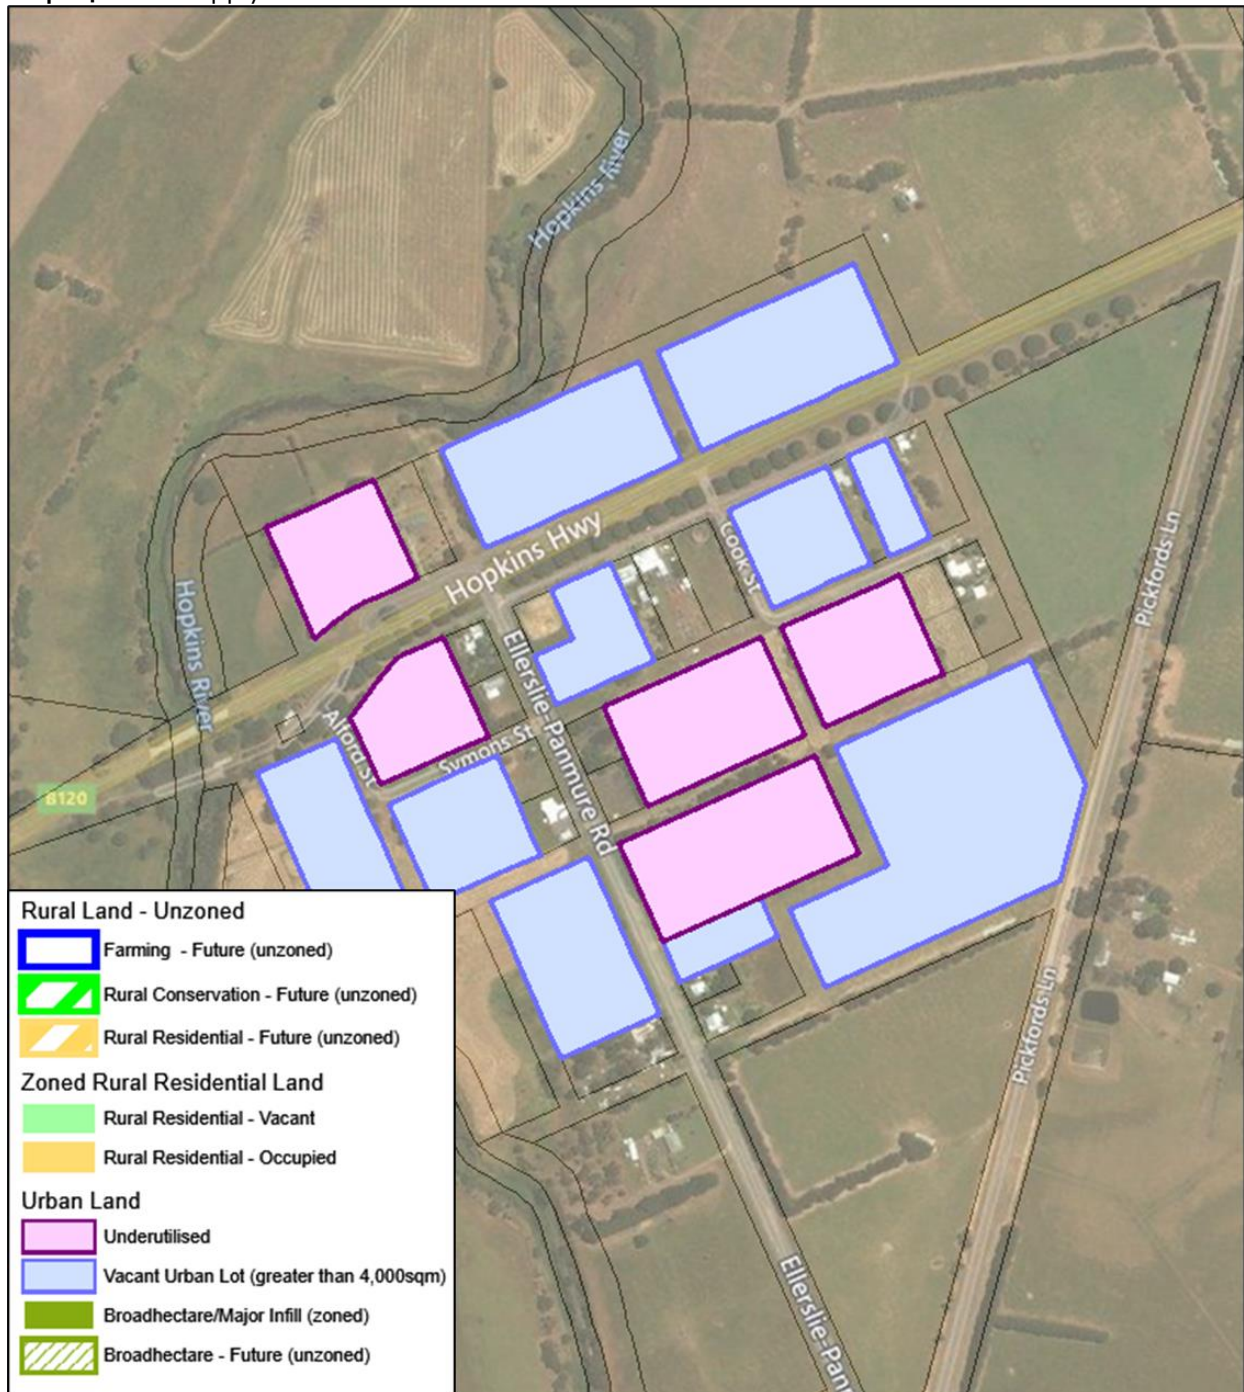 Hopkins River
Hopkins Hwy
Cook St
Pickfords Ln
Hopkins River
Ellerslie-Panmure Rd
Alford St
Symons St
B120
Pickfords Ln
Ellerslie-Pan
Rural Land - Unzoned
Farming - Future (unzoned)
Rural Conservation - Future (unzoned)
Rural Residential - Future (unzoned)
Zoned Rural Residential Land
Rural Residential - Vacant
Rural Residential - Occupied
Urban Land
Underutilised
Vacant Urban Lot (greater than 4,000sqm)
Broadhectare/Major Infill (zoned)
Broadhectare - Future (unzoned)